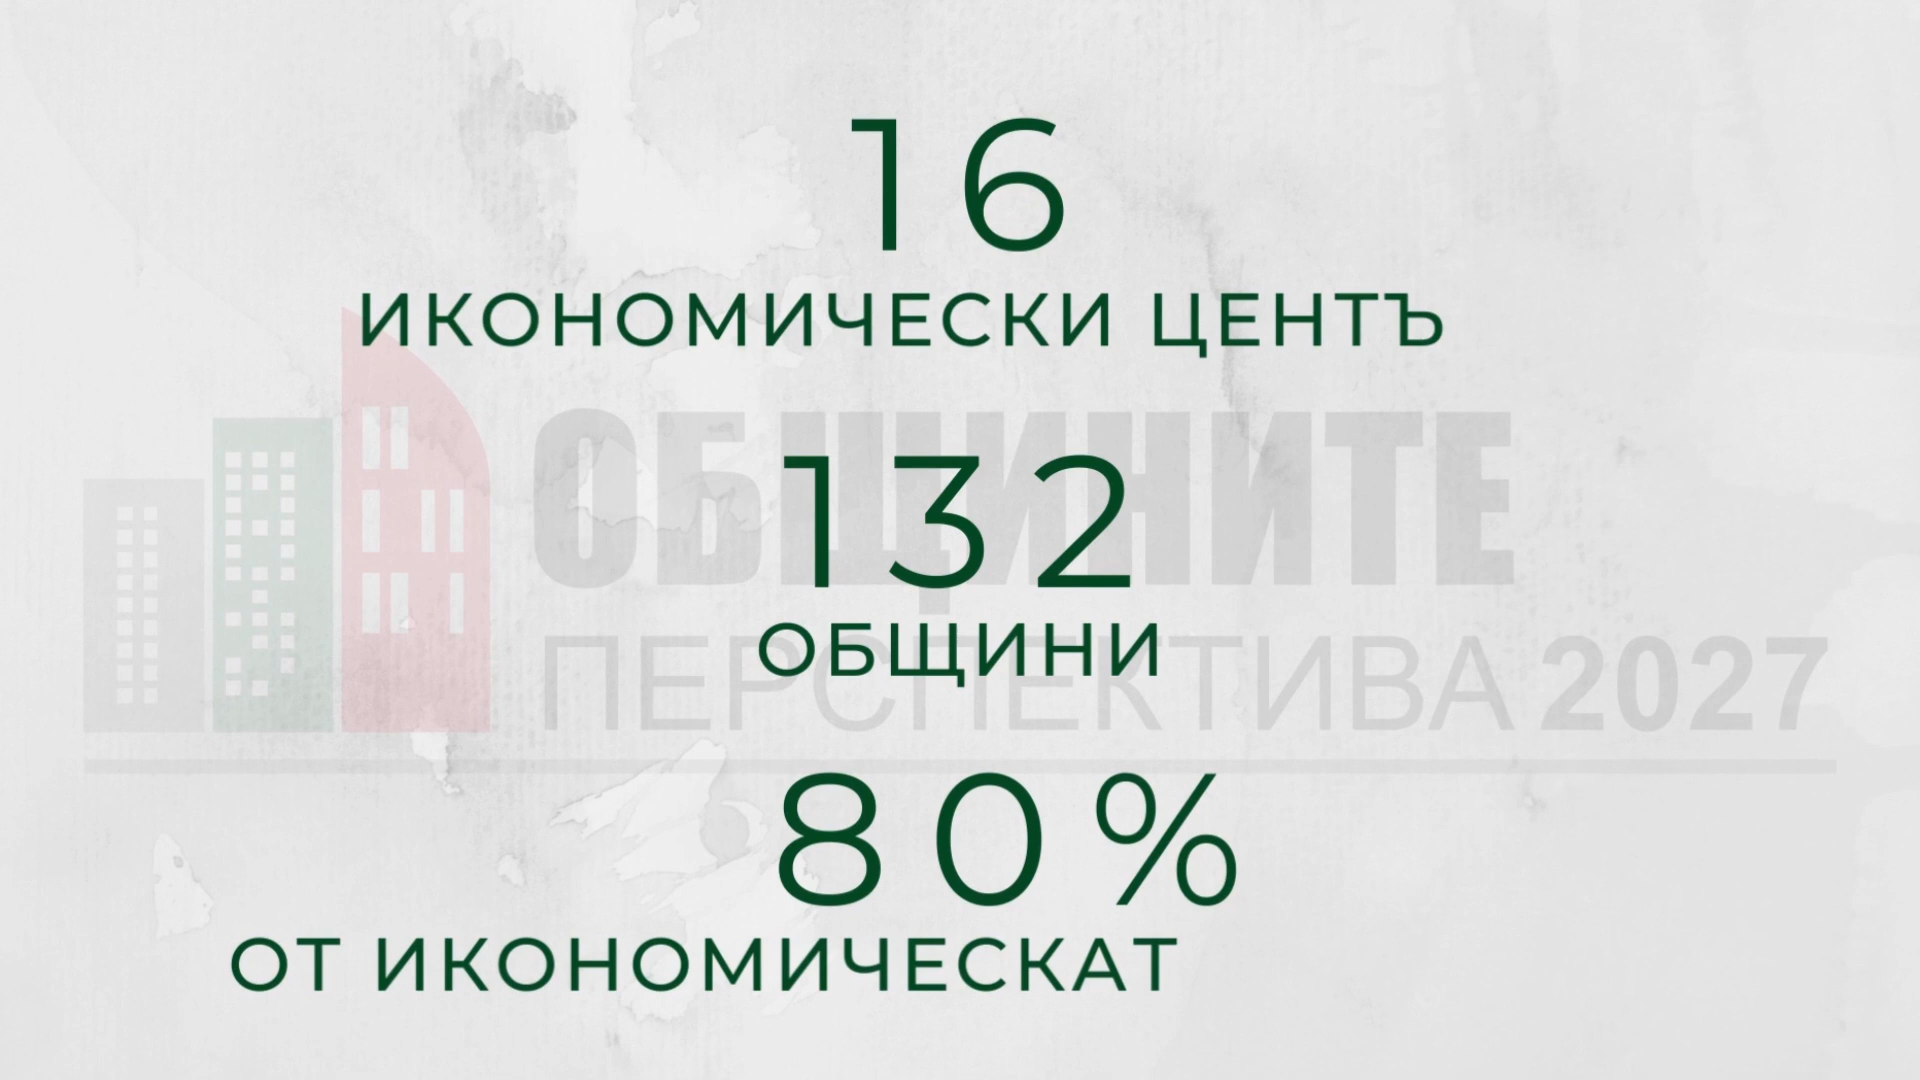 16
ИКОНОМИЧЕСКИ ЦЕНТЪ
ОБЩИНИТЕ
132
ОБЩИНИ
ПЕРСПЕКТИВА 2027
80%
ОТ ИКОНОМИЧЕСКАТ